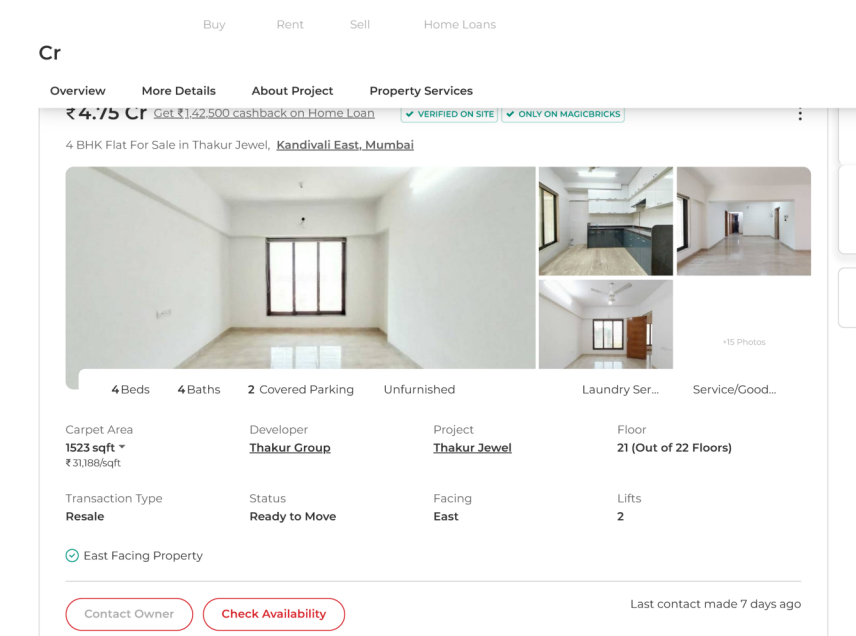 Buy Rent Sell Home Loans
Cr
Overview More Details About Project Property Services
₹4.75 Cr Get ₹1,42,500 cashback on Home Loan ✔ VERIFIED ON SITE ✔ ONLY ON MAGICBRICKS
4 BHK Flat For Sale in Thakur Jewel, Kandivali East, Mumbai
+15 Photos
4 Beds 4 Baths 2 Covered Parking Unfurnished Laundry Ser... Service/Good...
Carpet Area Developer Project Floor
1523 sqft Thakur Group Thakur Jewel 21 (Out of 22 Floors)
₹31,188/sqft
Transaction Type Status Facing Lifts
Resale Ready to Move East 2
East Facing Property
Contact Owner Check Availability Last contact made 7 days ago